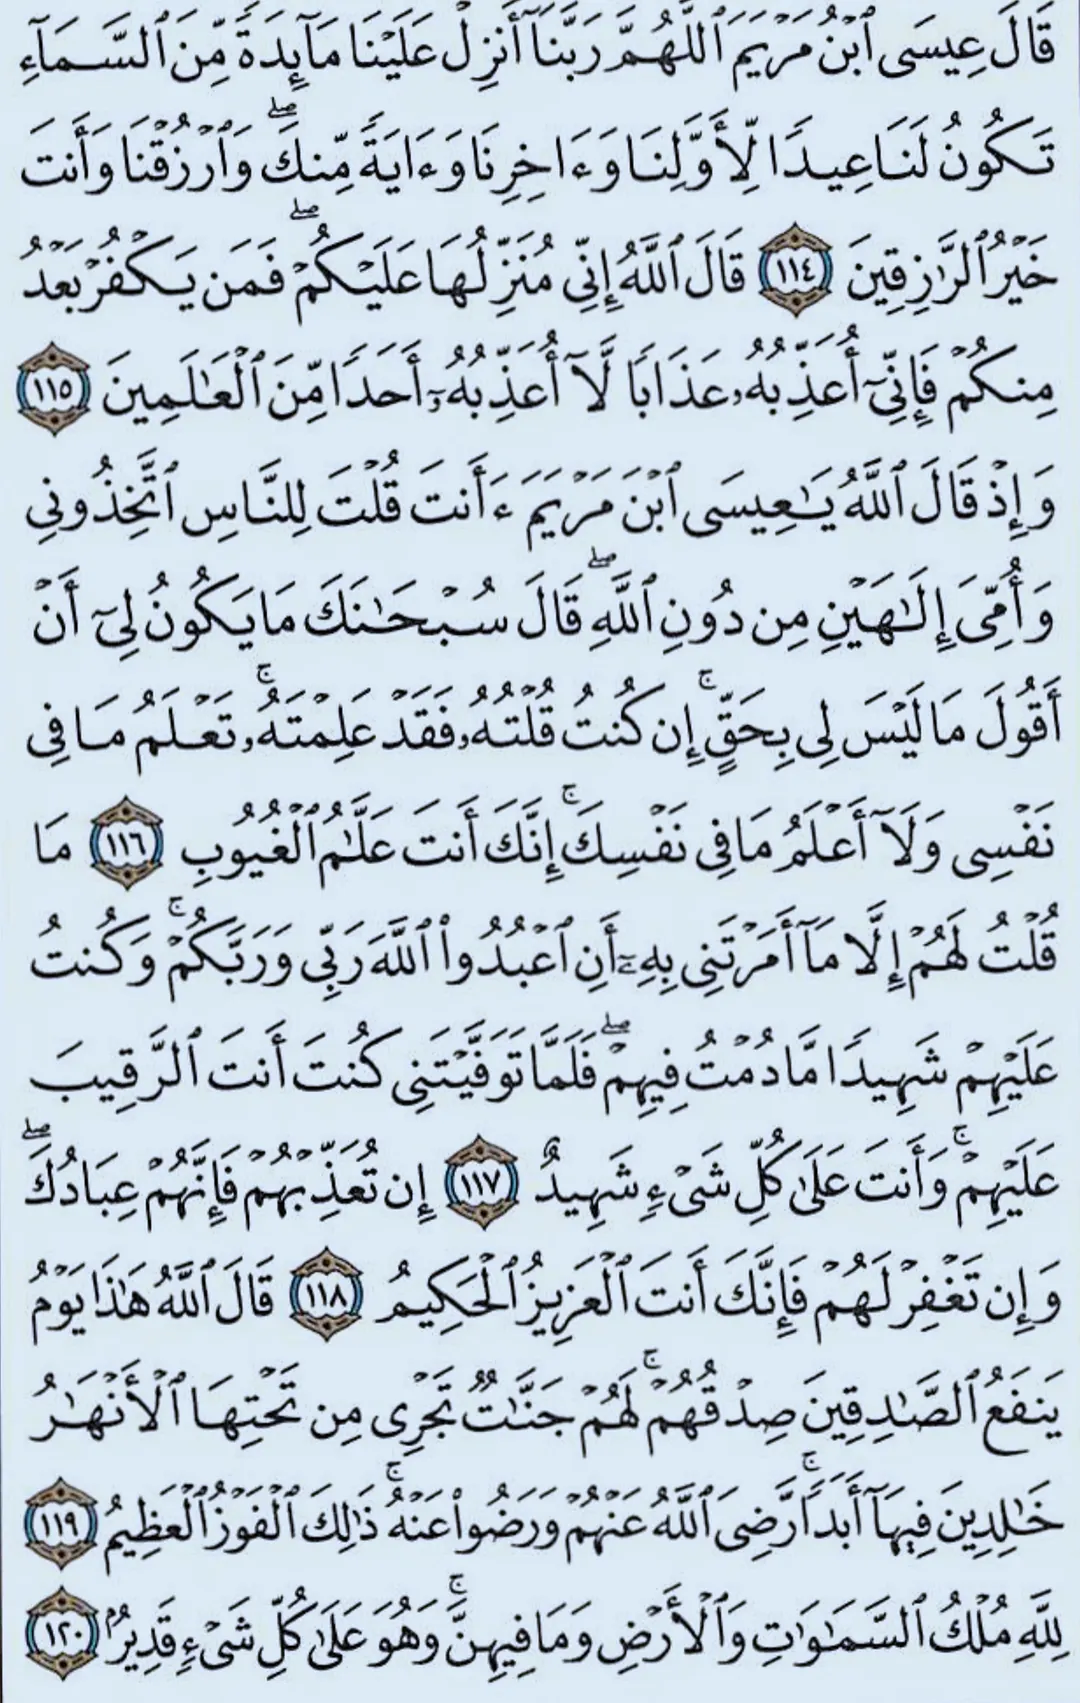 قَالَ عِيسَى ٱبْنُ مَرْيَمَ ٱللَّهُمَّ رَبَّنَآ أَنزِلْ عَلَيْنَا مَآئِدَةً مِّنَ ٱلسَّمَآءِ
تَكُونُ لَنَا عِيدًا لِّأَوَّلِنَا وَءَاخِرِنَا وَءَايَةً مِّنكَ ۖ وَٱرْزُقْنَا وَأَنتَ
خَيْرُ ٱلرَّٰزِقِينَ ١١٤ قَالَ ٱللَّهُ إِنِّى مُنَزِّلُهَا عَلَيْكُمْ ۖ فَمَن يَكْفُرْ بَعْدُ
مِنكُمْ فَإِنِّىٓ أُعَذِّبُهُۥ عَذَابًا لَّآ أُعَذِّبُهُۥٓ أَحَدًا مِّنَ ٱلْعَٰلَمِينَ ١١٥
وَإِذْ قَالَ ٱللَّهُ يَٰعِيسَى ٱبْنَ مَرْيَمَ ءَأَنتَ قُلْتَ لِلنَّاسِ ٱتَّخِذُونِى
وَأُمِّىَ إِلَٰهَيْنِ مِن دُونِ ٱللَّهِ ۖ قَالَ سُبْحَٰنَكَ مَا يَكُونُ لِىٓ أَنْ
أَقُولَ مَا لَيْسَ لِى بِحَقٍّ ۚ إِن كُنتُ قُلْتُهُۥ فَقَدْ عَلِمْتَهُۥ ۚ تَعْلَمُ مَا فِى
نَفْسِى وَلَآ أَعْلَمُ مَا فِى نَفْسِكَ ۚ إِنَّكَ أَنتَ عَلَّٰمُ ٱلْغُيُوبِ ١١٦ مَا
قُلْتُ لَهُمْ إِلَّا مَآ أَمَرْتَنِى بِهِۦٓ أَنِ ٱعْبُدُوا۟ ٱللَّهَ رَبِّى وَرَبَّكُمْ ۚ وَكُنتُ
عَلَيْهِمْ شَهِيدًا مَّا دُمْتُ فِيهِمْ ۖ فَلَمَّا تَوَفَّيْتَنِى كُنتَ أَنتَ ٱلرَّقِيبَ
عَلَيْهِمْ ۚ وَأَنتَ عَلَىٰ كُلِّ شَىْءٍ شَهِيدٌ ١١٧ إِن تُعَذِّبْهُمْ فَإِنَّهُمْ عِبَادُكَ ۖ
وَإِن تَغْفِرْ لَهُمْ فَإِنَّكَ أَنتَ ٱلْعَزِيزُ ٱلْحَكِيمُ ١١٨ قَالَ ٱللَّهُ هَٰذَا يَوْمُ
يَنفَعُ ٱلصَّٰدِقِينَ صِدْقُهُمْ ۚ لَهُمْ جَنَّٰتٌ تَجْرِى مِن تَحْتِهَا ٱلْأَنْهَٰرُ
خَٰلِدِينَ فِيهَآ أَبَدًا ۚ رَّضِىَ ٱللَّهُ عَنْهُمْ وَرَضُوا۟ عَنْهُ ۚ ذَٰلِكَ ٱلْفَوْزُ ٱلْعَظِيمُ ١١٩
لِلَّهِ مُلْكُ ٱلسَّمَٰوَٰتِ وَٱلْأَرْضِ وَمَا فِيهِنَّ ۚ وَهُوَ عَلَىٰ كُلِّ شَىْءٍ قَدِيرٌۢ ١٢٠